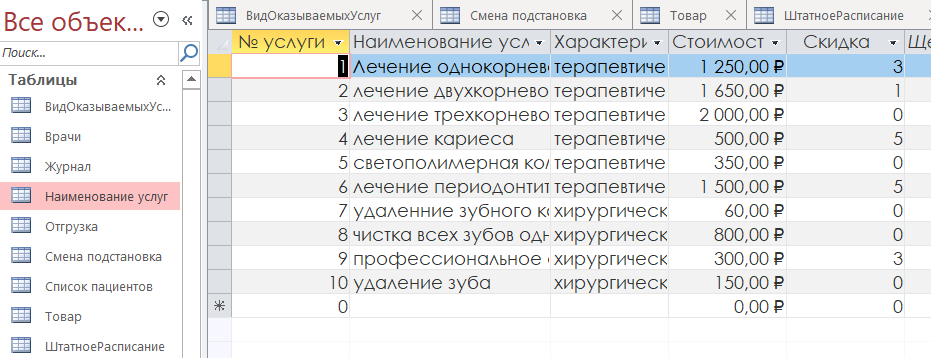 Все объек...
Поиск...
Таблицы
ВидОказываемыхУс...
Врачи
Журнал
Наименование услуг
Отгрузка
Смена подстановка
Список пациентов
Товар
ШтатноеРасписание
ВидОказываемыхУслуг Смена подстановка Товар ШтатноеРасписание
№ услуги Наименование усл Характери Стоимост Скидка Це
1 Лечение однокорнев терапевтиче 1 250,00 ₽ 3
2 лечение двухкорнево терапевтиче 1 650,00 ₽ 1
3 лечение трехкорнево терапевтиче 2 000,00 ₽ 0
4 лечение кариеса терапевтиче 500,00 ₽ 5
5 светополимерная кол терапевтиче 350,00 ₽ 0
6 лечение периодонтит терапевтиче 1 500,00 ₽ 5
7 удаленние зубного ка хирургическ 60,00 ₽ 0
8 чистка всех зубов одн хирургическ 800,00 ₽ 0
9 профессиональное с хирургическ 300,00 ₽ 3
10 удаление зуба хирургическ 150,00 ₽ 0
0 0,00 ₽ 0